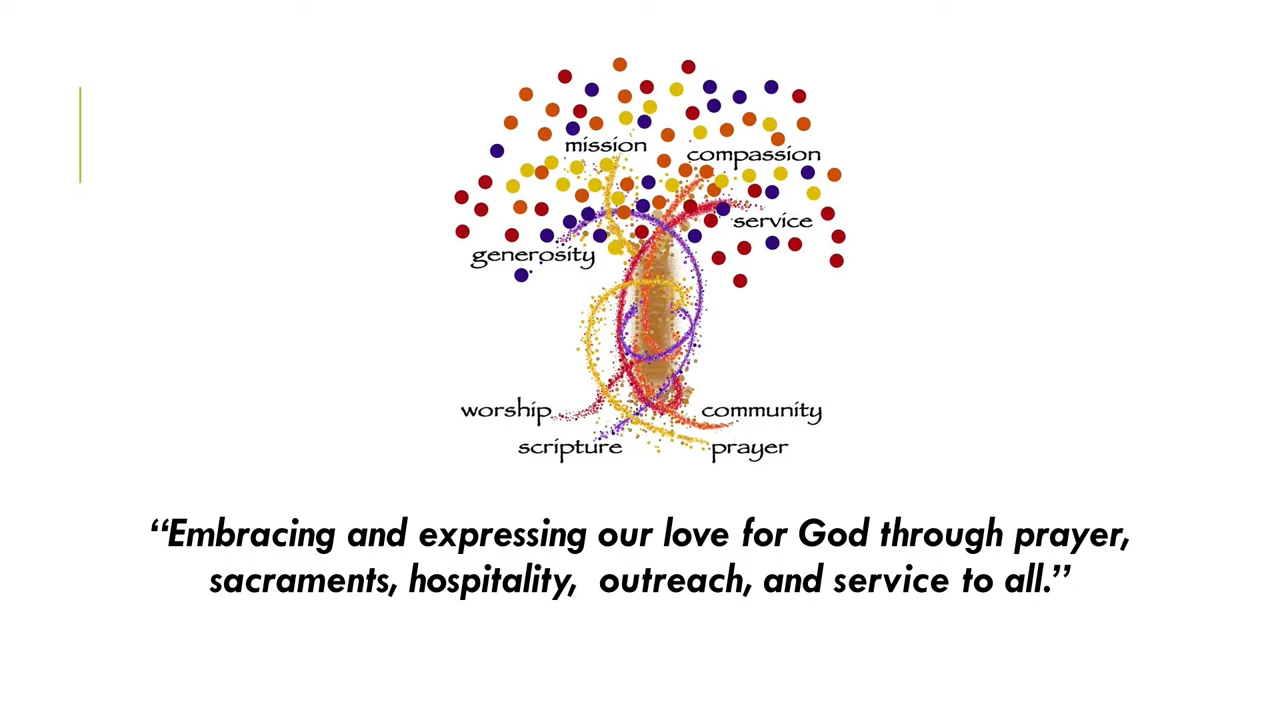 mission
compassion
service
generosity
worship
community
scripture
prayer
“Embracing and expressing our love for God through prayer,
sacraments, hospitality,  outreach, and service to all.”